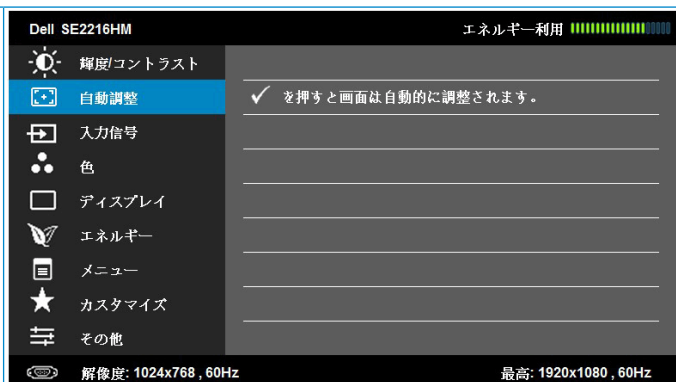 Dell SE2216HM エネルギー利用
輝度/コントラスト
自動調整 ✓ を押すと画面は自動的に調整されます。
入力信号
色
ディスプレイ
エネルギー
メニュー
カスタマイズ
その他
解像度: 1024x768 , 60Hz 最高: 1920x1080 , 60Hz